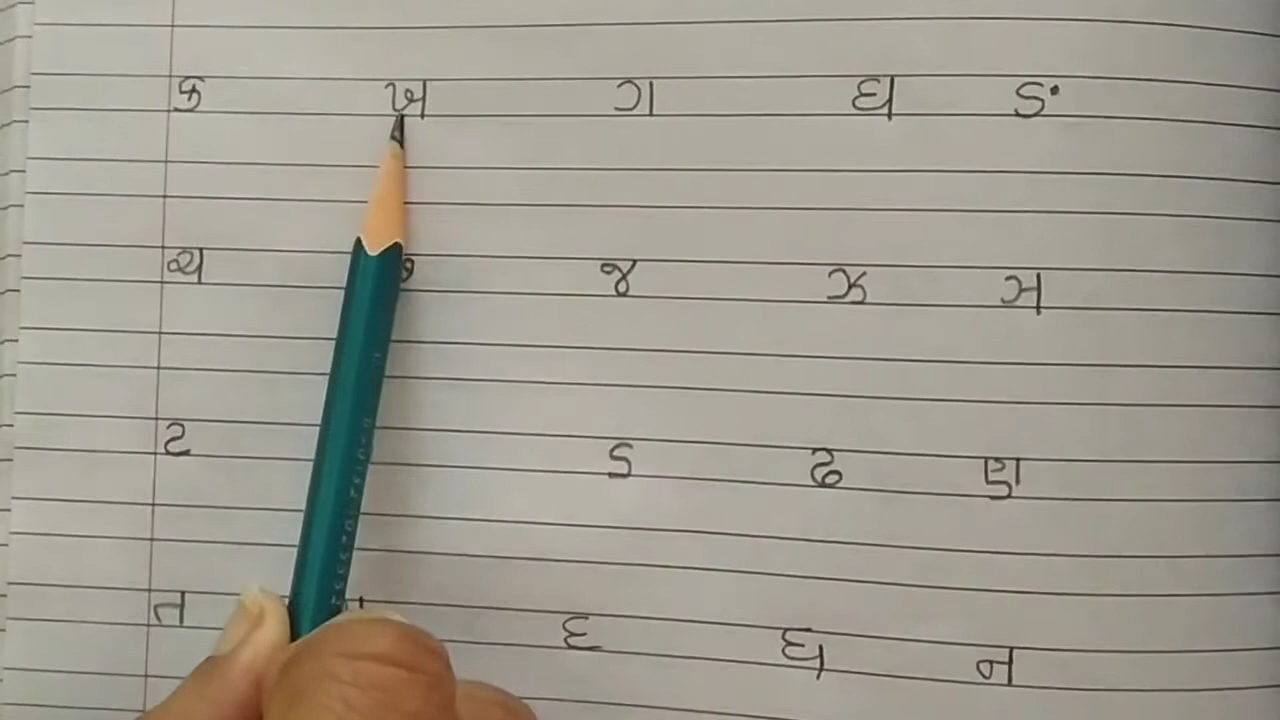 ક ખ ગ ઘ ઙ
ચ જ ઝ ઞ
ટ ડ ઢ ણ
ત દ ધ ન